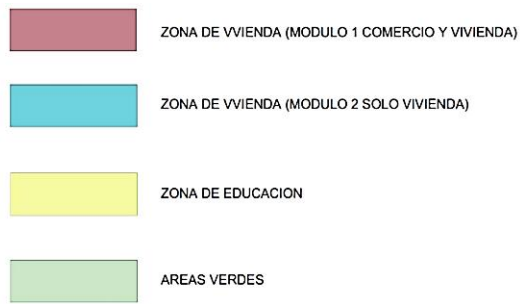 ZONA DE VVIENDA (MODULO 1 COMERCIO Y VIVIENDA)
ZONA DE VVIENDA (MODULO 2 SOLO VIVIENDA)
ZONA DE EDUCACION
AREAS VERDES